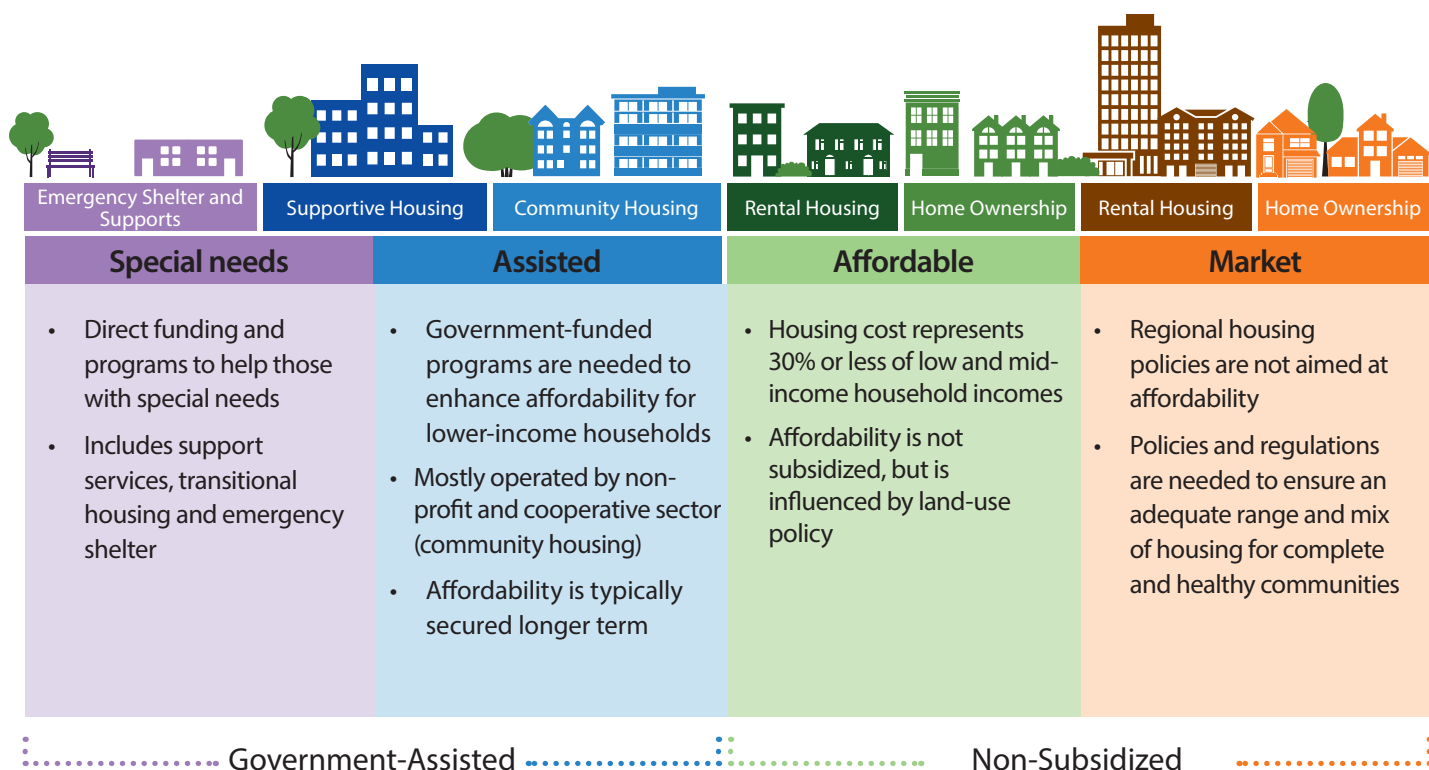 Emergency Shelter and
Supports
Supportive Housing
Community Housing
Rental Housing
Home Ownership
Rental Housing
Home Ownership
Special needs
Assisted
Affordable
Market
• Direct funding and
programs to help those
with special needs
• Includes support
services, transitional
housing and emergency
shelter
• Government-funded
programs are needed to
enhance affordability for
lower-income households
• Mostly operated by non-
profit and cooperative sector
(community housing)
• Affordability is typically
secured longer term
• Housing cost represents
30% or less of low and mid-
income household incomes
• Affordability is not
subsidized, but is
influenced by land-use
policy
• Regional housing
policies are not aimed at
affordability
• Policies and regulations
are needed to ensure an
adequate range and mix
of housing for complete
and healthy communities
Government-Assisted
Non-Subsidized